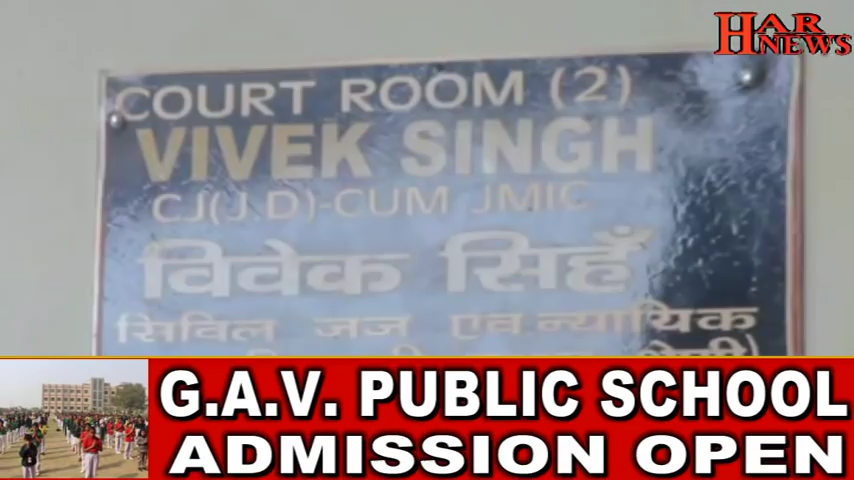 HAR
NEWS
COURT ROOM (2)
VIVEK SINGH
CJ(J.D)-CUM JMIC
विवेक सिहँ
सिविल जज एव न्यायिक
G.A.V. PUBLIC SCHOOL
ADMISSION OPEN